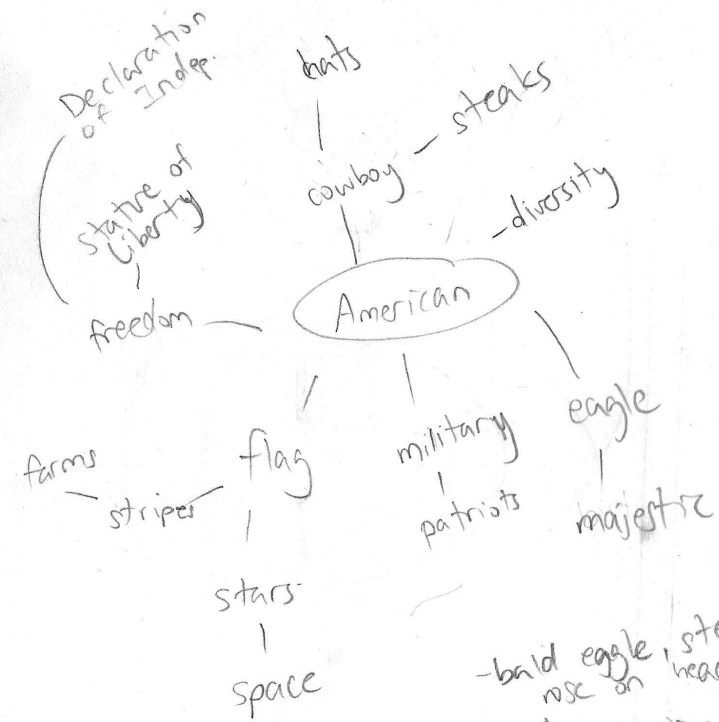 Declaration
of Indep.
hats
steaks
cowboy
diversity
Statue of
Liberty
freedom
American
eagle
majestic
military
patriots
flag
stripes
farms
stars
space
-bald eagle, ste
rose on head